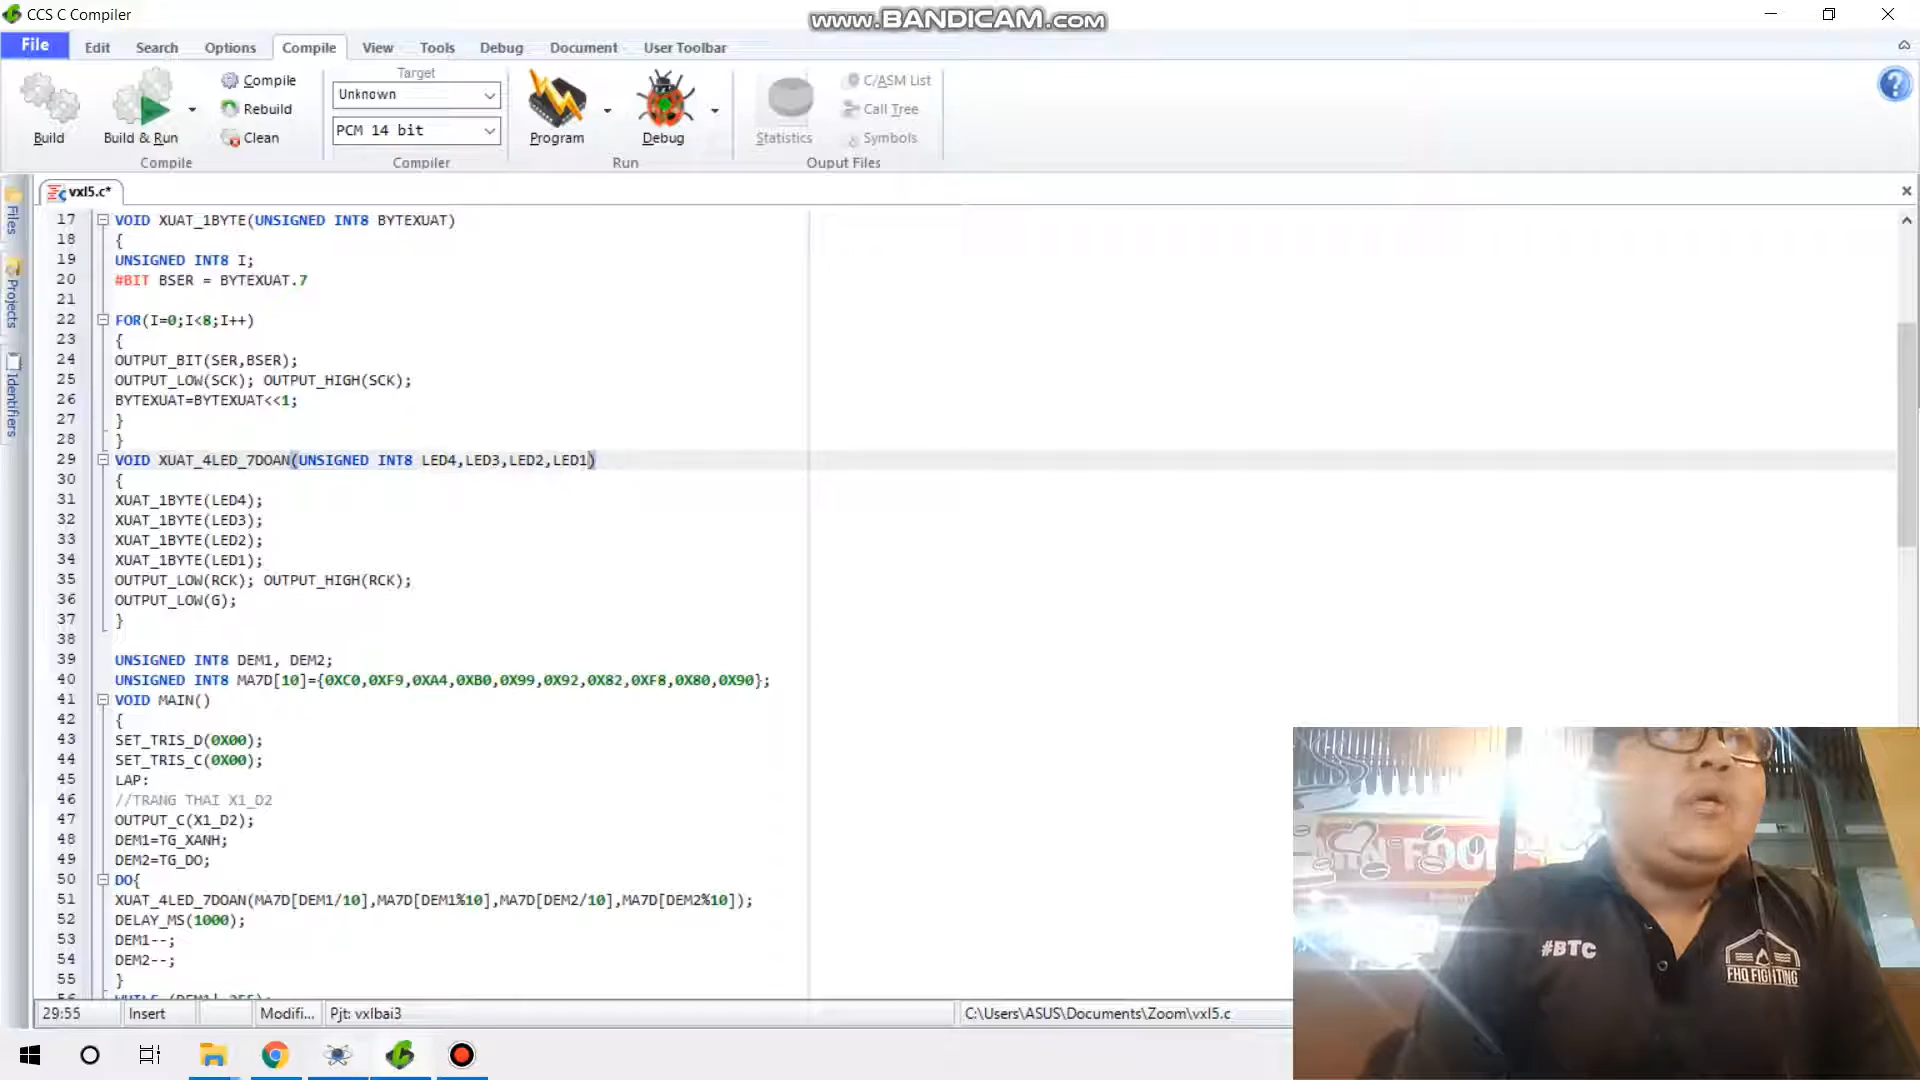 CCS C Compiler
WWW.BANDICAM.COM
File Edit Search Options Compile View Tools Debug Document User Toolbar
Target
Compile
Rebuild
Clean
Unknown
PCM 14 bit
C/ASM List
Call Tree
Symbols
Build
Build & Run
Program
Debug
Statistics
Compile
Compiler
Run
Ouput Files
vxl5.c*
Files
Projects
Identifiers
17 VOID XUAT_1BYTE(UNSIGNED INT8 BYTEXUAT)
18 {
19 UNSIGNED INT8 I;
20 #BIT BSER = BYTEXUAT.7
21
22 FOR(I=0;I<8;I++)
23 {
24 OUTPUT_BIT(SER,BSER);
25 OUTPUT_LOW(SCK); OUTPUT_HIGH(SCK);
26 BYTEXUAT=BYTEXUAT<<1;
27 }
28 }
29 VOID XUAT_4LED_7DOAN(UNSIGNED INT8 LED4,LED3,LED2,LED1)
30 {
31 XUAT_1BYTE(LED4);
32 XUAT_1BYTE(LED3);
33 XUAT_1BYTE(LED2);
34 XUAT_1BYTE(LED1);
35 OUTPUT_LOW(RCK); OUTPUT_HIGH(RCK);
36 OUTPUT_LOW(G);
37 }
38
39 UNSIGNED INT8 DEM1, DEM2;
40 UNSIGNED INT8 MA7D[10]={0XC0,0XF9,0XA4,0XB0,0X99,0X92,0X82,0XF8,0X80,0X90};
41 VOID MAIN()
42 {
43 SET_TRIS_D(0X00);
44 SET_TRIS_C(0X00);
45 LAP:
46 //TRANG THAI X1_D2
47 OUTPUT_C(X1_D2);
48 DEM1=TG_XANH;
49 DEM2=TG_DO;
50 DO{
51 XUAT_4LED_7DOAN(MA7D[DEM1/10],MA7D[DEM1%10],MA7D[DEM2/10],MA7D[DEM2%10]);
52 DELAY_MS(1000);
53 DEM1--;
54 DEM2--;
55 }
#BTC
FHQ FIGHTING
29:55 Insert Modifi... Pjt: vxlbai3 C:\Users\ASUS\Documents\Zoom\vxl5.c